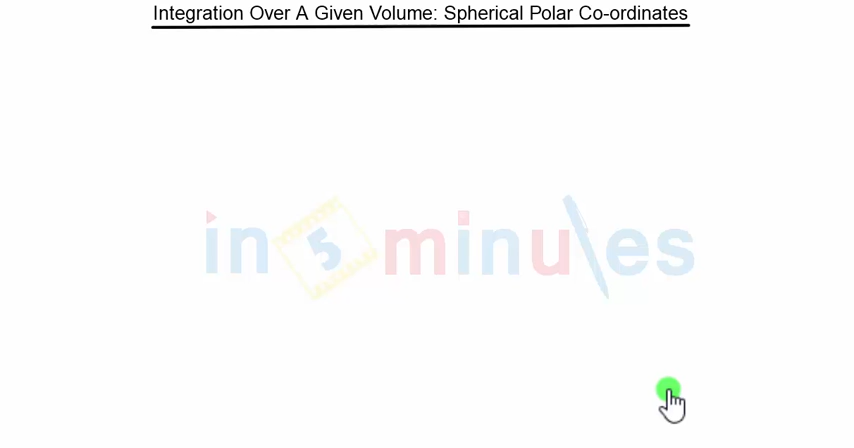 Integration Over A Given Volume: Spherical Polar Co-ordinates
in 5 minutes